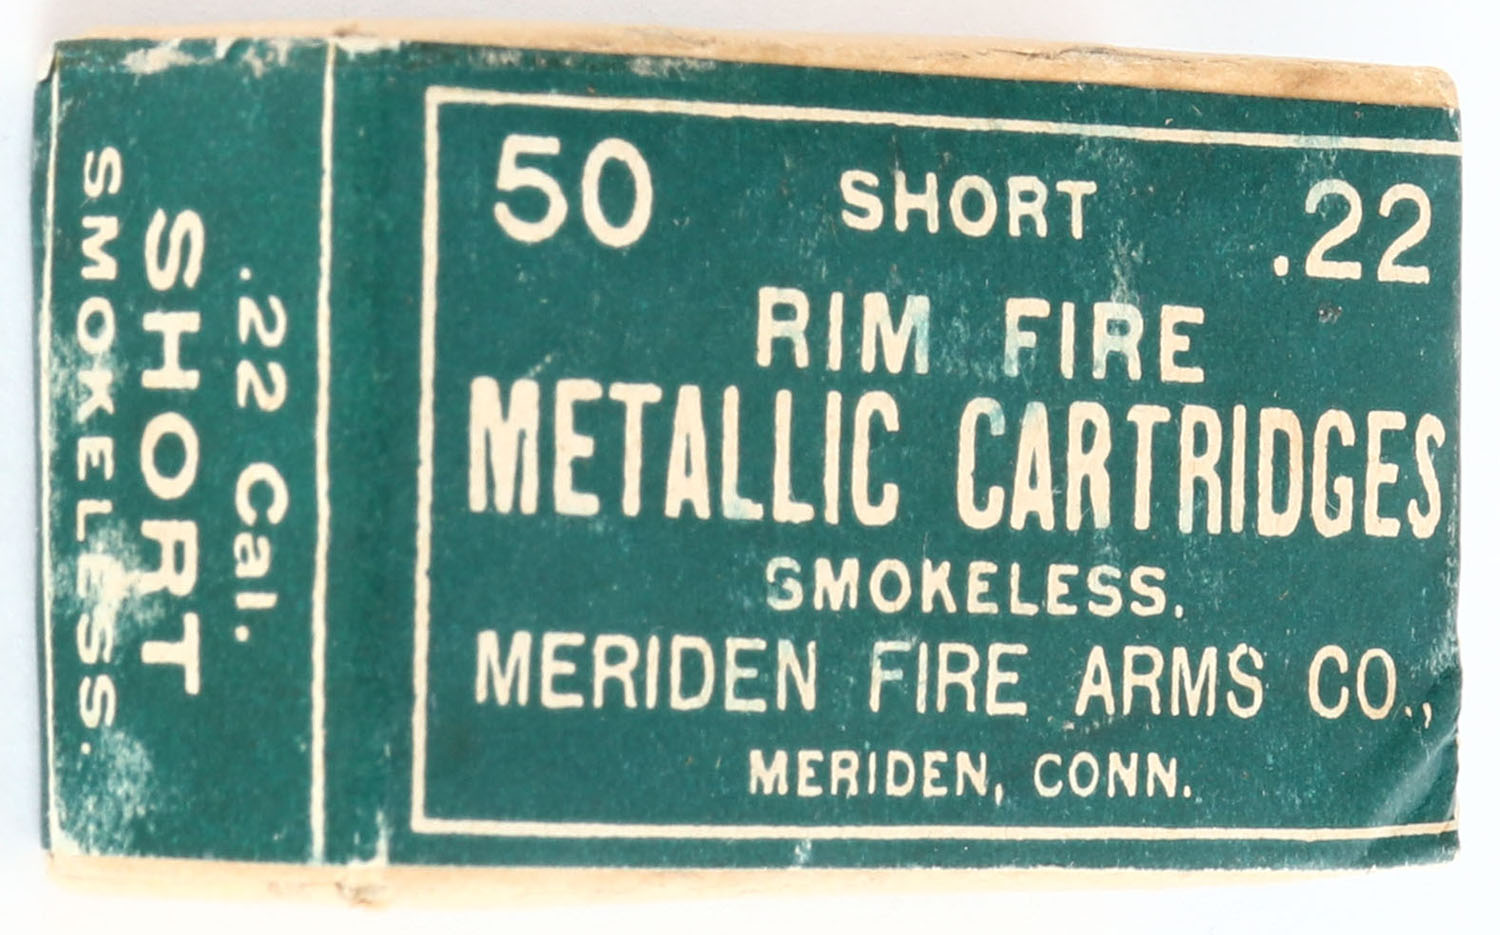 50 SHORT .22
RIM FIRE
METALLIC CARTRIDGES
SMOKELESS.
MERIDEN FIRE ARMS CO.,
MERIDEN, CONN.
.22 Cal.
SHORT
SMOKELESS.